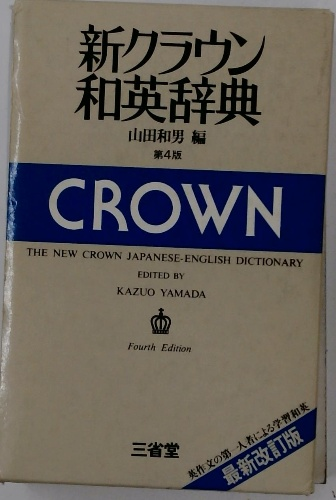 新クラウン
和英辞典
山田和男 編
第4版
CROWN
THE NEW CROWN JAPANESE-ENGLISH DICTIONARY
EDITED BY
KAZUO YAMADA
Fourth Edition
英作文の第一人者による学習和英
最新改訂版
三省堂